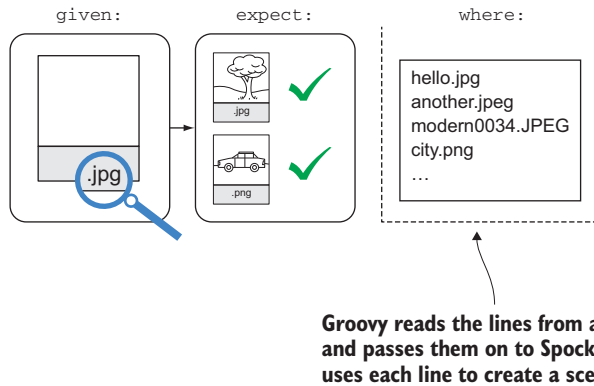 given:
expect:
where:
.jpg
.jpg
.png
hello.jpg
another.jpeg
modern0034.JPEG
city.png
…
Groovy reads the lines from
and passes them on to Spock
uses each line to create a